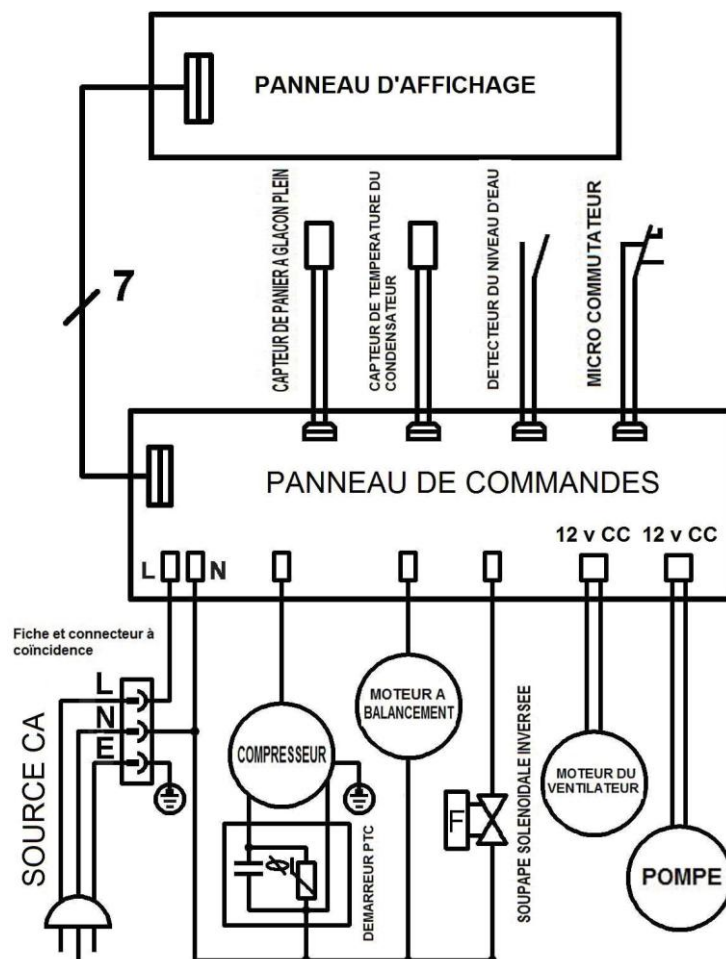 PANNEAU D'AFFICHAGE
7
CAPTEUR DE PANIER A GLACON PLEIN
CAPTEUR DE TEMPERATURE DU
CONDENSATEUR
DETECTEUR DU NIVEAU D'EAU
MICRO COMMUTATEUR
PANNEAU DE COMMANDES
12 v CC
12 v CC
L
N
Fiche et connecteur à
coïncidence
L
N
E
SOURCE CA
COMPRESSEUR
DEMARREUR PTC
MOTEUR A
BALANCEMENT
F
SOUPAPE SOLENOIDALE INVERSEE
MOTEUR DU
VENTILATEUR
POMPE